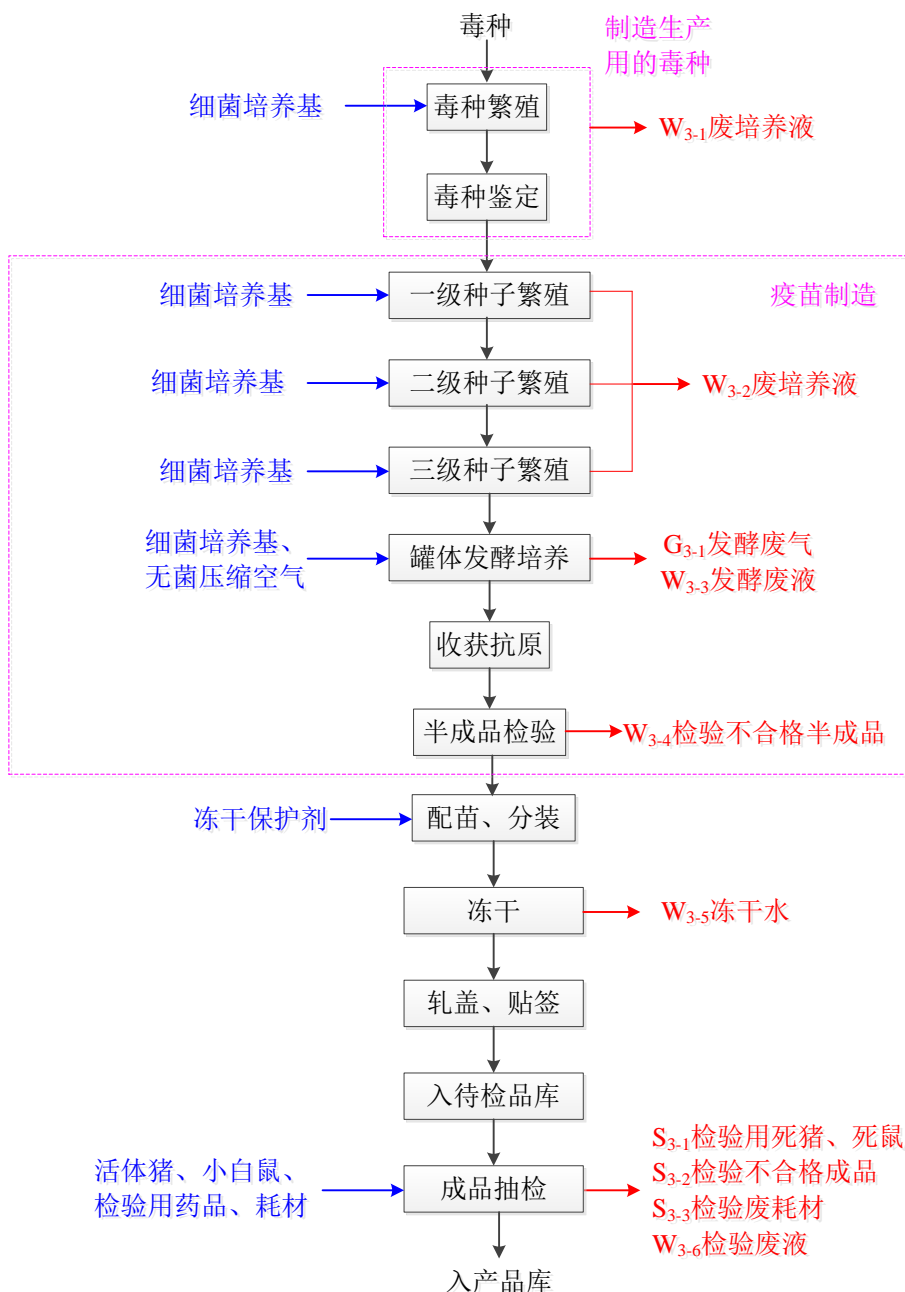 毒种
制造生产
用的毒种
细菌培养基
毒种繁殖
W3-1废培养液
毒种鉴定
细菌培养基
一级种子繁殖
疫苗制造
细菌培养基
二级种子繁殖
W3-2废培养液
细菌培养基
三级种子繁殖
细菌培养基、
无菌压缩空气
罐体发酵培养
G3-1发酵废气
W3-3发酵废液
收获抗原
半成品检验
W3-4检验不合格半成品
冻干保护剂
配苗、分装
冻干
W3-5冻干水
轧盖、贴签
入待检品库
活体猪、小白鼠、
检验用药品、耗材
成品抽检
S3-1检验用死猪、死鼠
S3-2检验不合格成品
S3-3检验废耗材
W3-6检验废液
入产品库